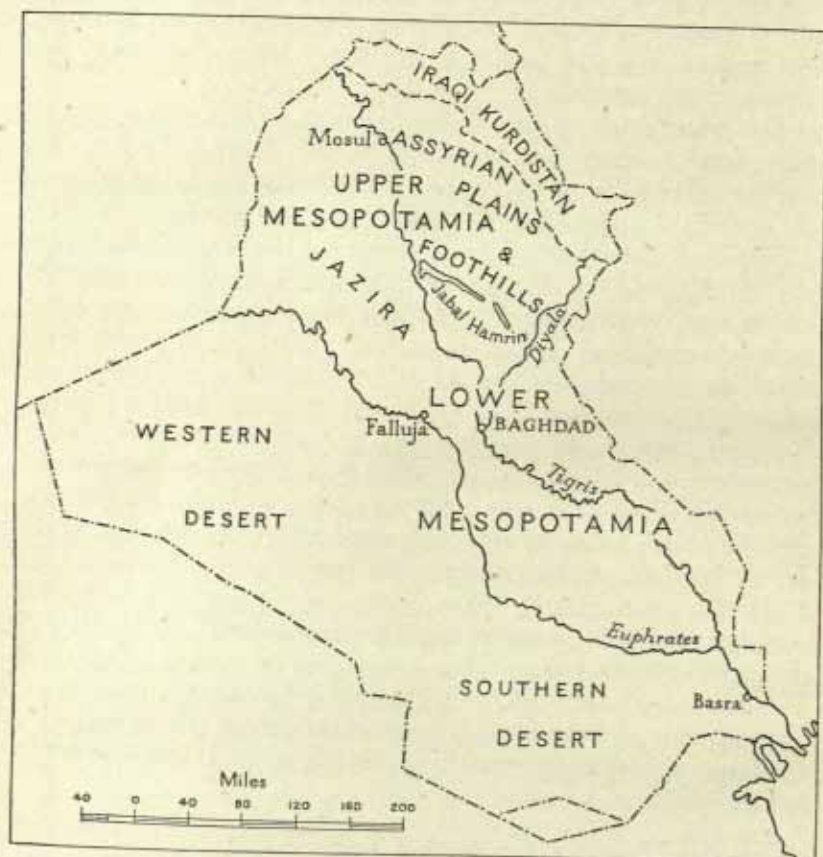 IRAQI KURDISTAN
Mosul
ASSYRIAN
PLAINS
&
FOOTHILLS
UPPER
MESOPOTAMIA
JAZIRA
Jabal Hamrin
Diyala
LOWER
MESOPOTAMIA
BAGHDAD
Falluja
Tigris
WESTERN
DESERT
Euphrates
SOUTHERN
DESERT
Basra
Miles
40 0 40 80 120 160 200